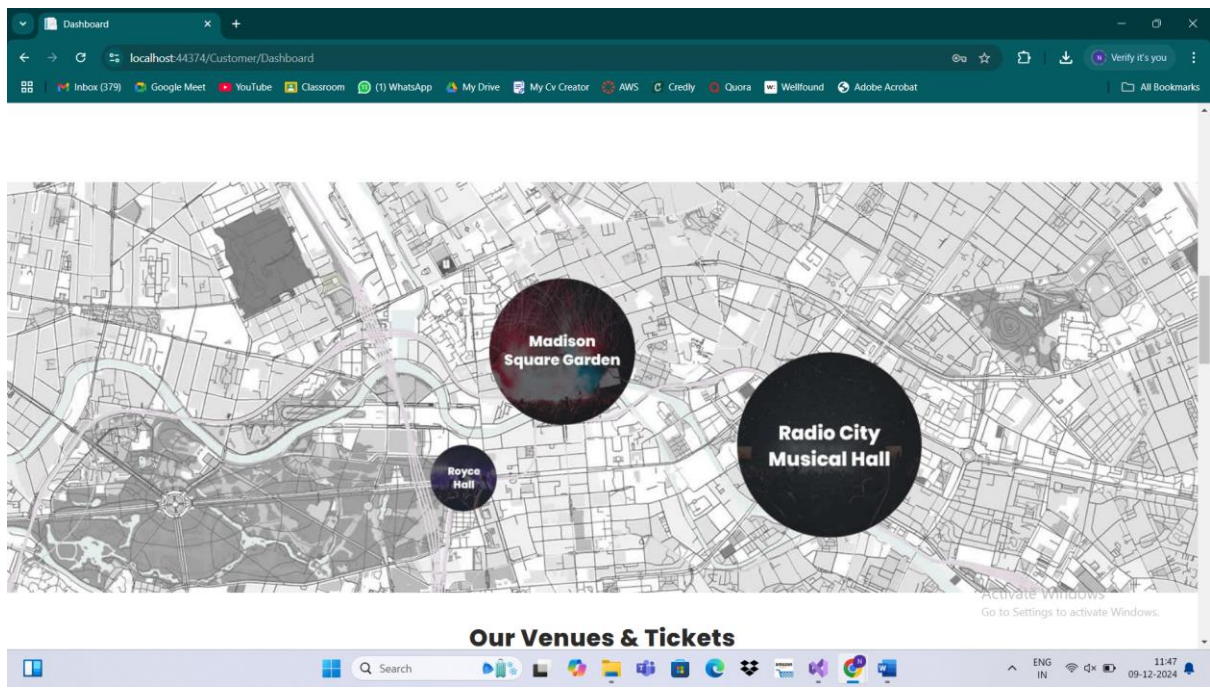 Dashboard
localhost:44374/Customer/Dashboard
Verify it's you
Inbox (379) Google Meet YouTube Classroom (1) WhatsApp My Drive My Cv Creator AWS Credly Quora Wellfound Adobe Acrobat All Bookmarks
Madison
Square Garden
Radio City
Musical Hall
Royce
Hall
Activate Windows
Go to Settings to activate Windows.
Our Venues & Tickets
Search
ENG
IN
11:47
09-12-2024